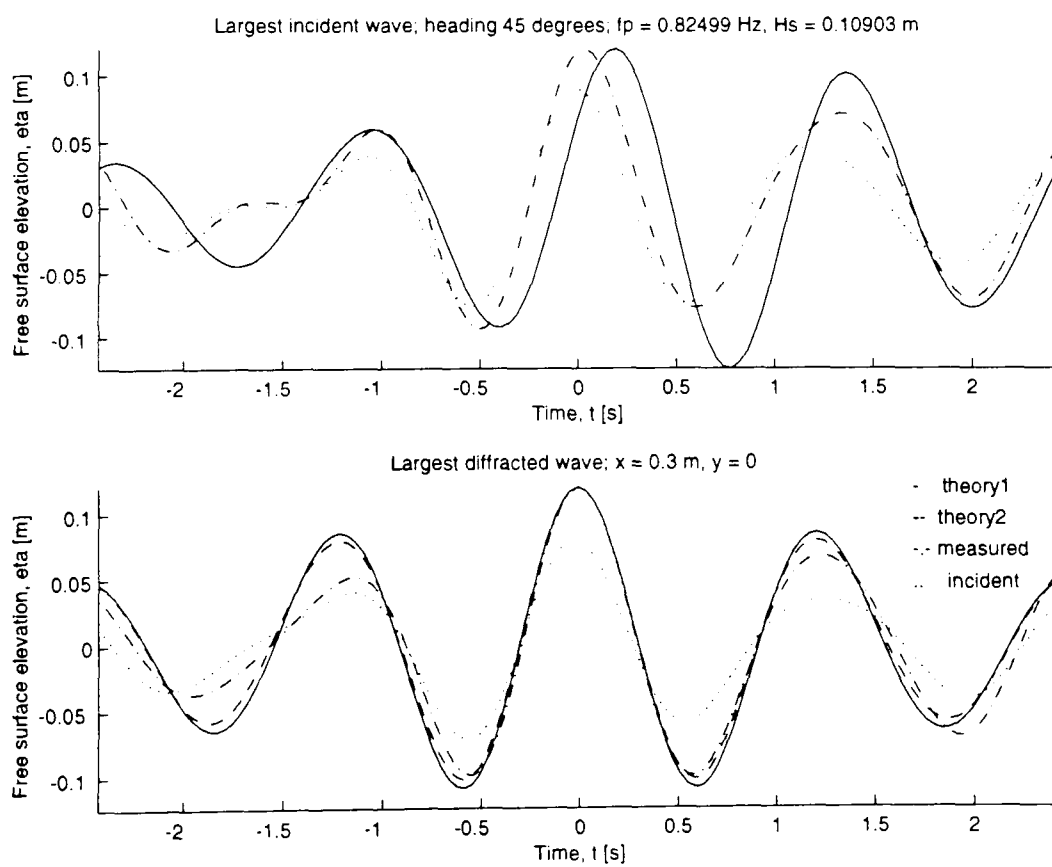 Largest incident wave; heading 45 degrees; fp = 0.82499 Hz, Hs = 0.10903 m
Free surface elevation, eta [m]
0.1
0.05
0
-0.05
-0.1
-2 -1.5 -1 -0.5 0 0.5 1 1.5 2
Time, t [s]
Largest diffracted wave; x = 0.3 m, y = 0
Free surface elevation, eta [m]
0.1
0.05
0
-0.05
-0.1
- theory1
-- theory2
-.- measured
.. incident
-2 -1.5 -1 -0.5 0 0.5 1 1.5 2
Time, t [s]